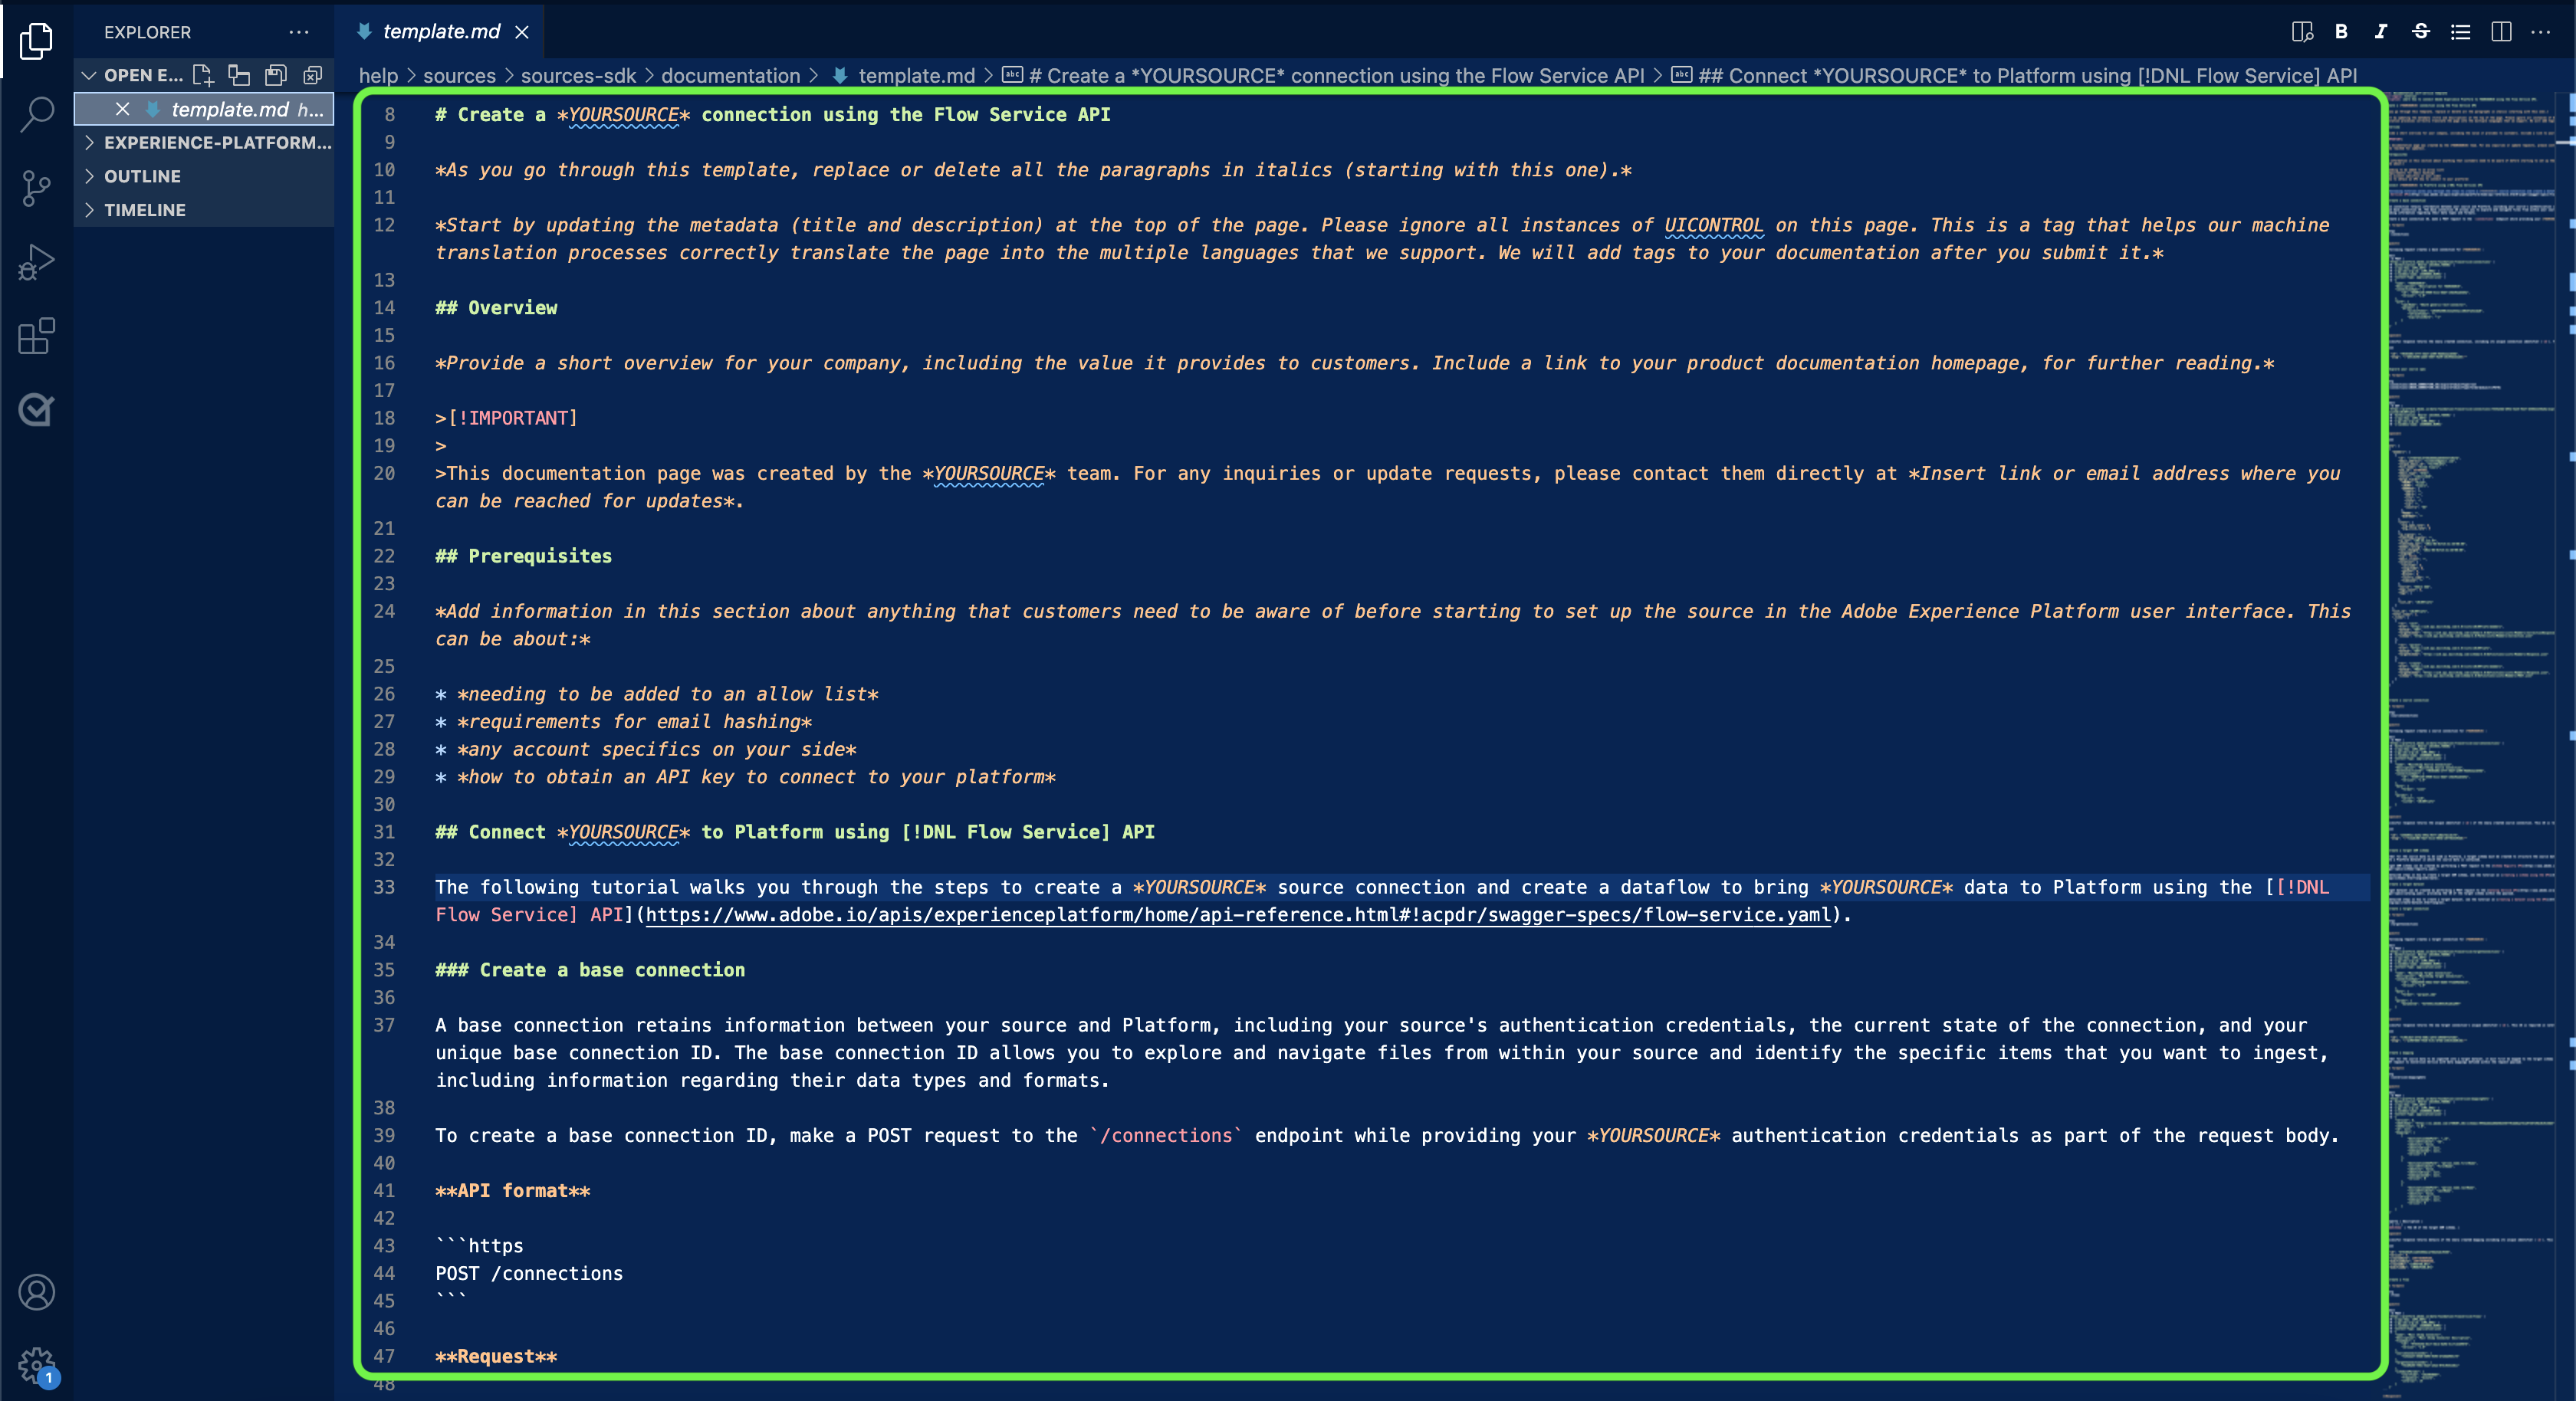 EXPLORER
template.md
OPEN E...
template.md h...
EXPERIENCE-PLATFORM...
OUTLINE
TIMELINE
1
help > sources > sources-sdk > documentation > template.md > # Create a *YOURSOURCE* connection using the Flow Service API > ## Connect *YOURSOURCE* to Platform using [!DNL Flow Service] API
8 # Create a *YOURSOURCE* connection using the Flow Service API
9
10 *As you go through this template, replace or delete all the paragraphs in italics (starting with this one).*
11
12 *Start by updating the metadata (title and description) at the top of the page. Please ignore all instances of UICONTROL on this page. This is a tag that helps our machine
translation processes correctly translate the page into the multiple languages that we support. We will add tags to your documentation after you submit it.*
13
14 ## Overview
15
16 *Provide a short overview for your company, including the value it provides to customers. Include a link to your product documentation homepage, for further reading.*
17
18 >[!IMPORTANT]
19 >
20 >This documentation page was created by the *YOURSOURCE* team. For any inquiries or update requests, please contact them directly at *Insert link or email address where you
can be reached for updates*.
21
22 ## Prerequisites
23
24 *Add information in this section about anything that customers need to be aware of before starting to set up the source in the Adobe Experience Platform user interface. This
can be about:*
25
26 * *needing to be added to an allow list*
27 * *requirements for email hashing*
28 * *any account specifics on your side*
29 * *how to obtain an API key to connect to your platform*
30
31 ## Connect *YOURSOURCE* to Platform using [!DNL Flow Service] API
32
33 The following tutorial walks you through the steps to create a *YOURSOURCE* source connection and create a dataflow to bring *YOURSOURCE* data to Platform using the [[!DNL
Flow Service] API](https://www.adobe.io/apis/experienceplatform/home/api-reference.html#!acpdr/swagger-specs/flow-service.yaml).
34
35 ### Create a base connection
36
37 A base connection retains information between your source and Platform, including your source's authentication credentials, the current state of the connection, and your
unique base connection ID. The base connection ID allows you to explore and navigate files from within your source and identify the specific items that you want to ingest,
including information regarding their data types and formats.
38
39 To create a base connection ID, make a POST request to the `/connections` endpoint while providing your *YOURSOURCE* authentication credentials as part of the request body.
40
41 **API format**
42
43 ```https
44 POST /connections
45 ```
46
47 **Request**
48